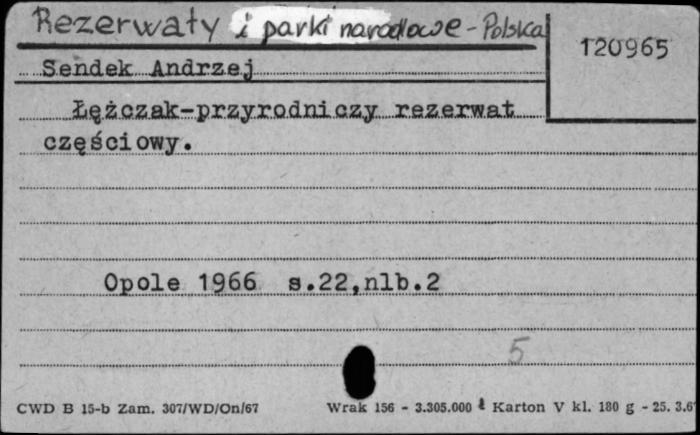 Rezerwaty i parki narodowe - Polska
120965
Sendek Andrzej
Łężczak-przyrodniczy rezerwat
częściowy.
Opole 1966 s.22,nlb.2
5
CWD B 15-b Zam. 307/WD/On/67 Wrak 156 - 3.305.000 Karton V kl. 180 g - 25. 3.6